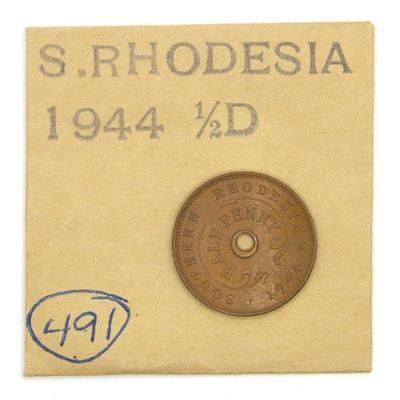 S.RHODESIA
1944 ½D
SOUTHERN RHODESIA · 1944 ·
HALF PENNY
491